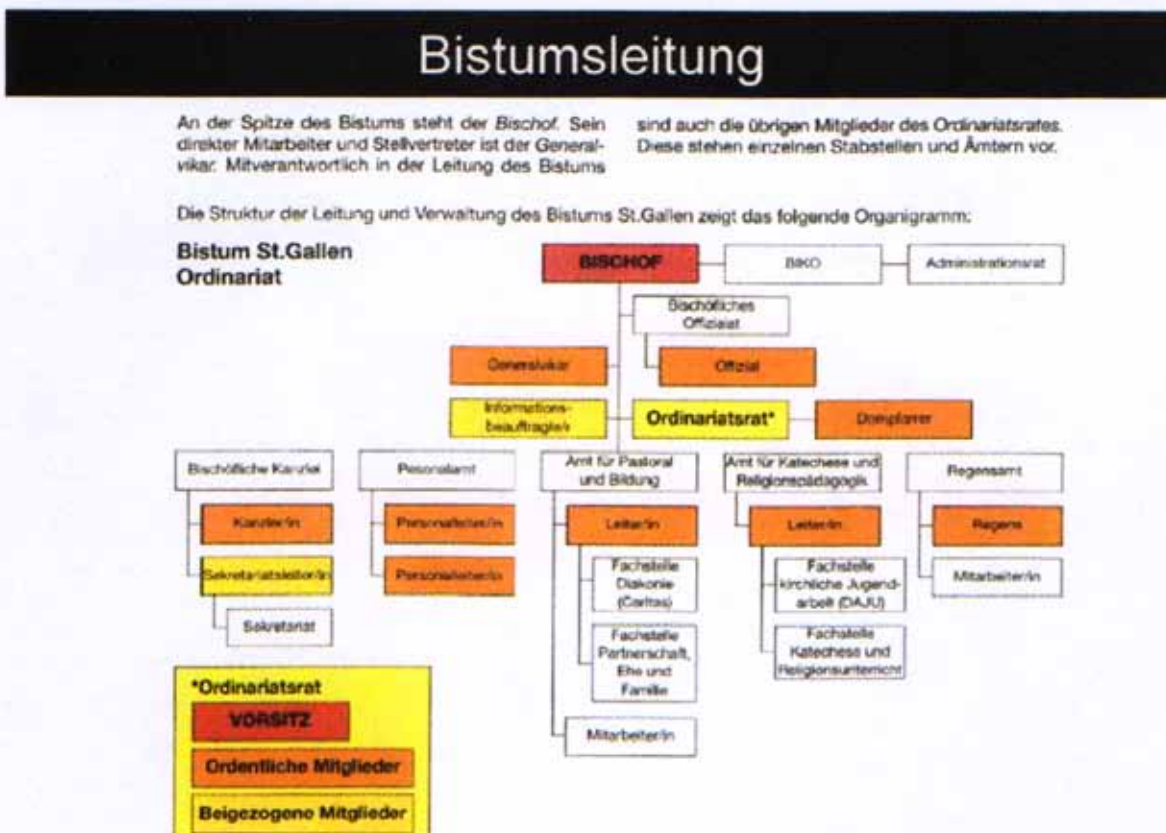 Bistumsleitung
An der Spitze des Bistums steht der Bischof. Sein
direkter Mitarbeiter und Stellvertreter ist der General-
vikar. Mitverantwortlich in der Leitung des Bistums
sind auch die übrigen Mitglieder des Ordinariatsrates.
Diese stehen einzelnen Stabstellen und Ämtern vor.
Die Struktur der Leitung und Verwaltung des Bistums St.Gallen zeigt das folgende Organigramm:
Bistum St.Gallen
Ordinariat
BISCHOF
BIKO
Administrationsrat
Bischöfliches
Offizialat
Generalvikar
Offizial
Informations-
beauftragte/r
Ordinariatsrat*
Dompfarrer
Bischöfliche Kanzlei
Pesonalamt
Amt für Pastoral
und Bildung
Amt für Katechese und
Religionspädagogik
Regensamt
Kanzler/in
Personalleiter/in
Leiter/in
Leiter/in
Regens
Sekretariatsleiter/in
Personalleiter/in
Fachstelle
Diakonie
(Caritas)
Fachstelle
kirchliche Jugend-
arbeit (DAJU)
Mitarbeiter/in
Sekretariat
Fachstelle
Partnerschaft,
Ehe und
Familie
Fachstelle
Katechese und
Religionsunterricht
Mitarbeiter/in
*Ordinariatsrat
VORSITZ
Ordentliche Mitglieder
Beigezogene Mitglieder